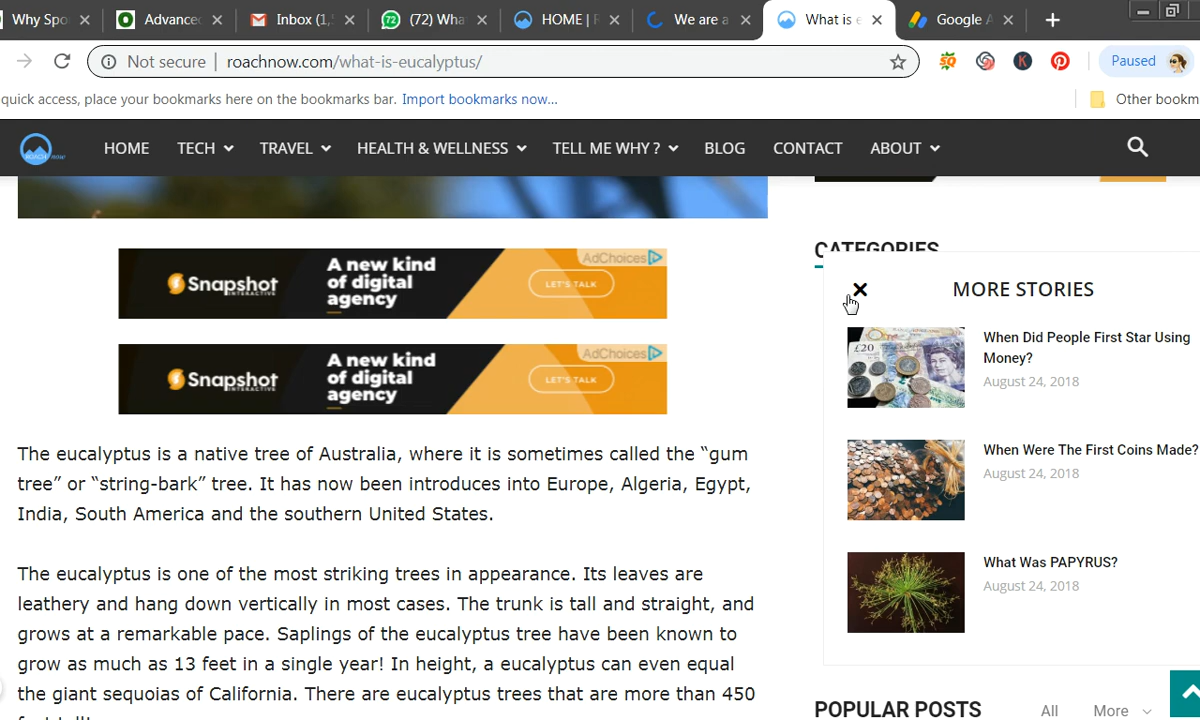 Why Spo
Advance
Inbox (1,
(72) Wha
HOME |
We are a
What is e
Google A
Not secure | roachnow.com/what-is-eucalyptus/
Paused
quick access, place your bookmarks here on the bookmarks bar. Import bookmarks now...
Other bookm
HOME TECH TRAVEL HEALTH & WELLNESS TELL ME WHY ? BLOG CONTACT ABOUT
AdChoices
Snapshot
INTERACTIVE
A new kind
of digital
agency
LET'S TALK
AdChoices
Snapshot
INTERACTIVE
A new kind
of digital
agency
LET'S TALK
The eucalyptus is a native tree of Australia, where it is sometimes called the “gum
tree” or “string-bark” tree. It has now been introduces into Europe, Algeria, Egypt,
India, South America and the southern United States.
The eucalyptus is one of the most striking trees in appearance. Its leaves are
leathery and hang down vertically in most cases. The trunk is tall and straight, and
grows at a remarkable pace. Saplings of the eucalyptus tree have been known to
grow as much as 13 feet in a single year! In height, a eucalyptus can even equal
the giant sequoias of California. There are eucalyptus trees that are more than 450
CATEGORIES
MORE STORIES
When Did People First Star Using
Money?
August 24, 2018
£20
When Were The First Coins Made?
August 24, 2018
What Was PAPYRUS?
August 24, 2018
POPULAR POSTS All More